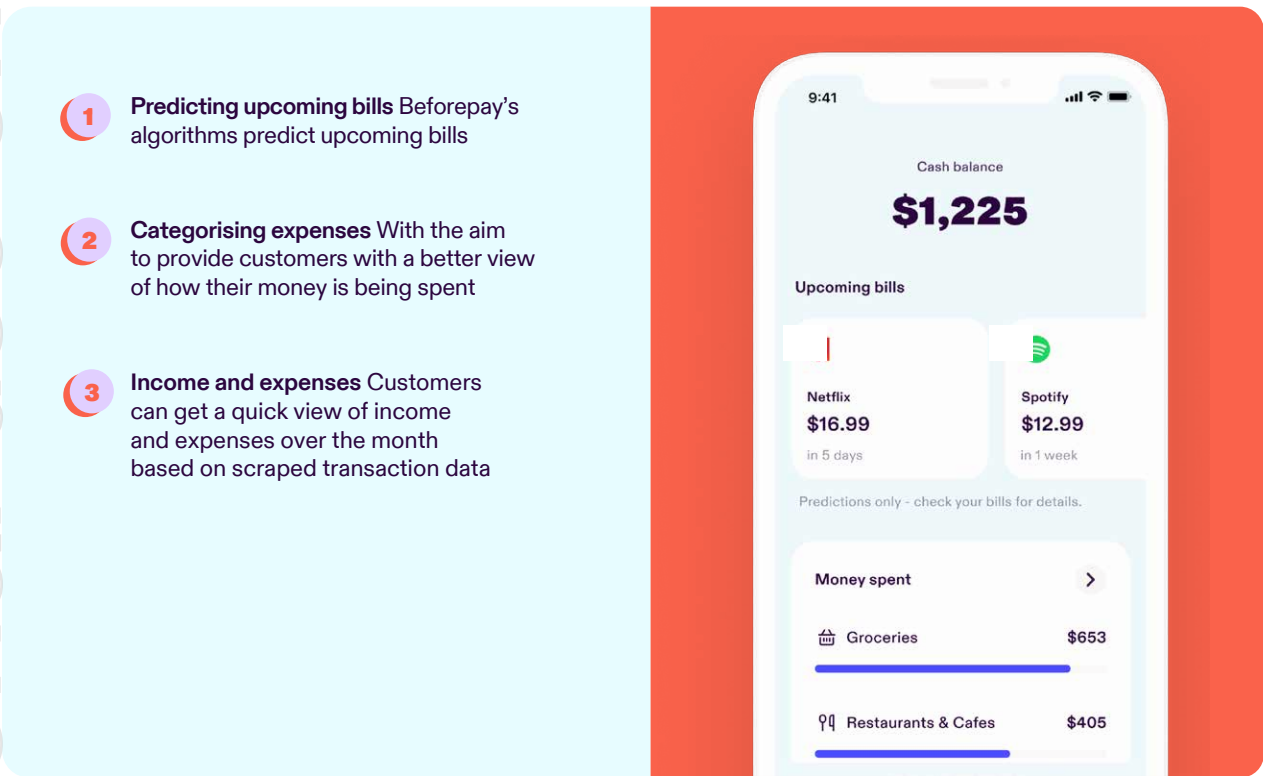 1
Predicting upcoming bills Beforepay's
algorithms predict upcoming bills
2
Categorising expenses With the aim
to provide customers with a better view
of how their money is being spent
3
Income and expenses Customers
can get a quick view of income
and expenses over the month
based on scraped transaction data
9:41
Cash balance
$1,225
Upcoming bills
Netflix
$16.99
in 5 days
Spotify
$12.99
in 1 week
Predictions only - check your bills for details.
Money spent
Groceries $653
Restaurants & Cafes $405